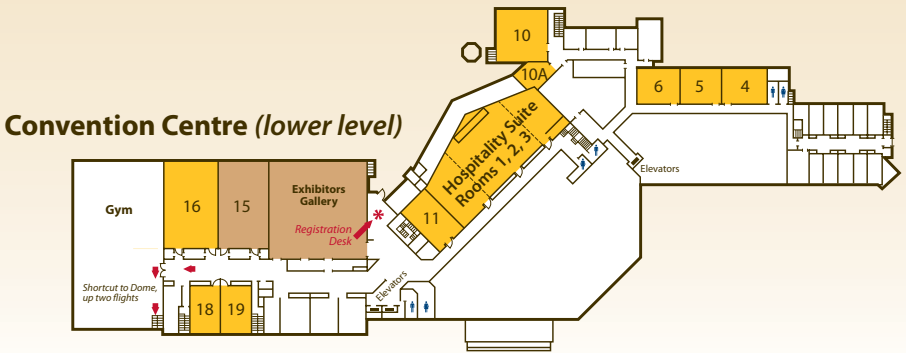 10
10A
6
5
4
Convention Centre (lower level)
Hospitality Suite
Rooms 1, 2, 3
Elevators
Gym
16
15
Exhibitors
Gallery
*
Registration
Desk
11
Shortcut to Dome,
up two flights
18
19
Elevators